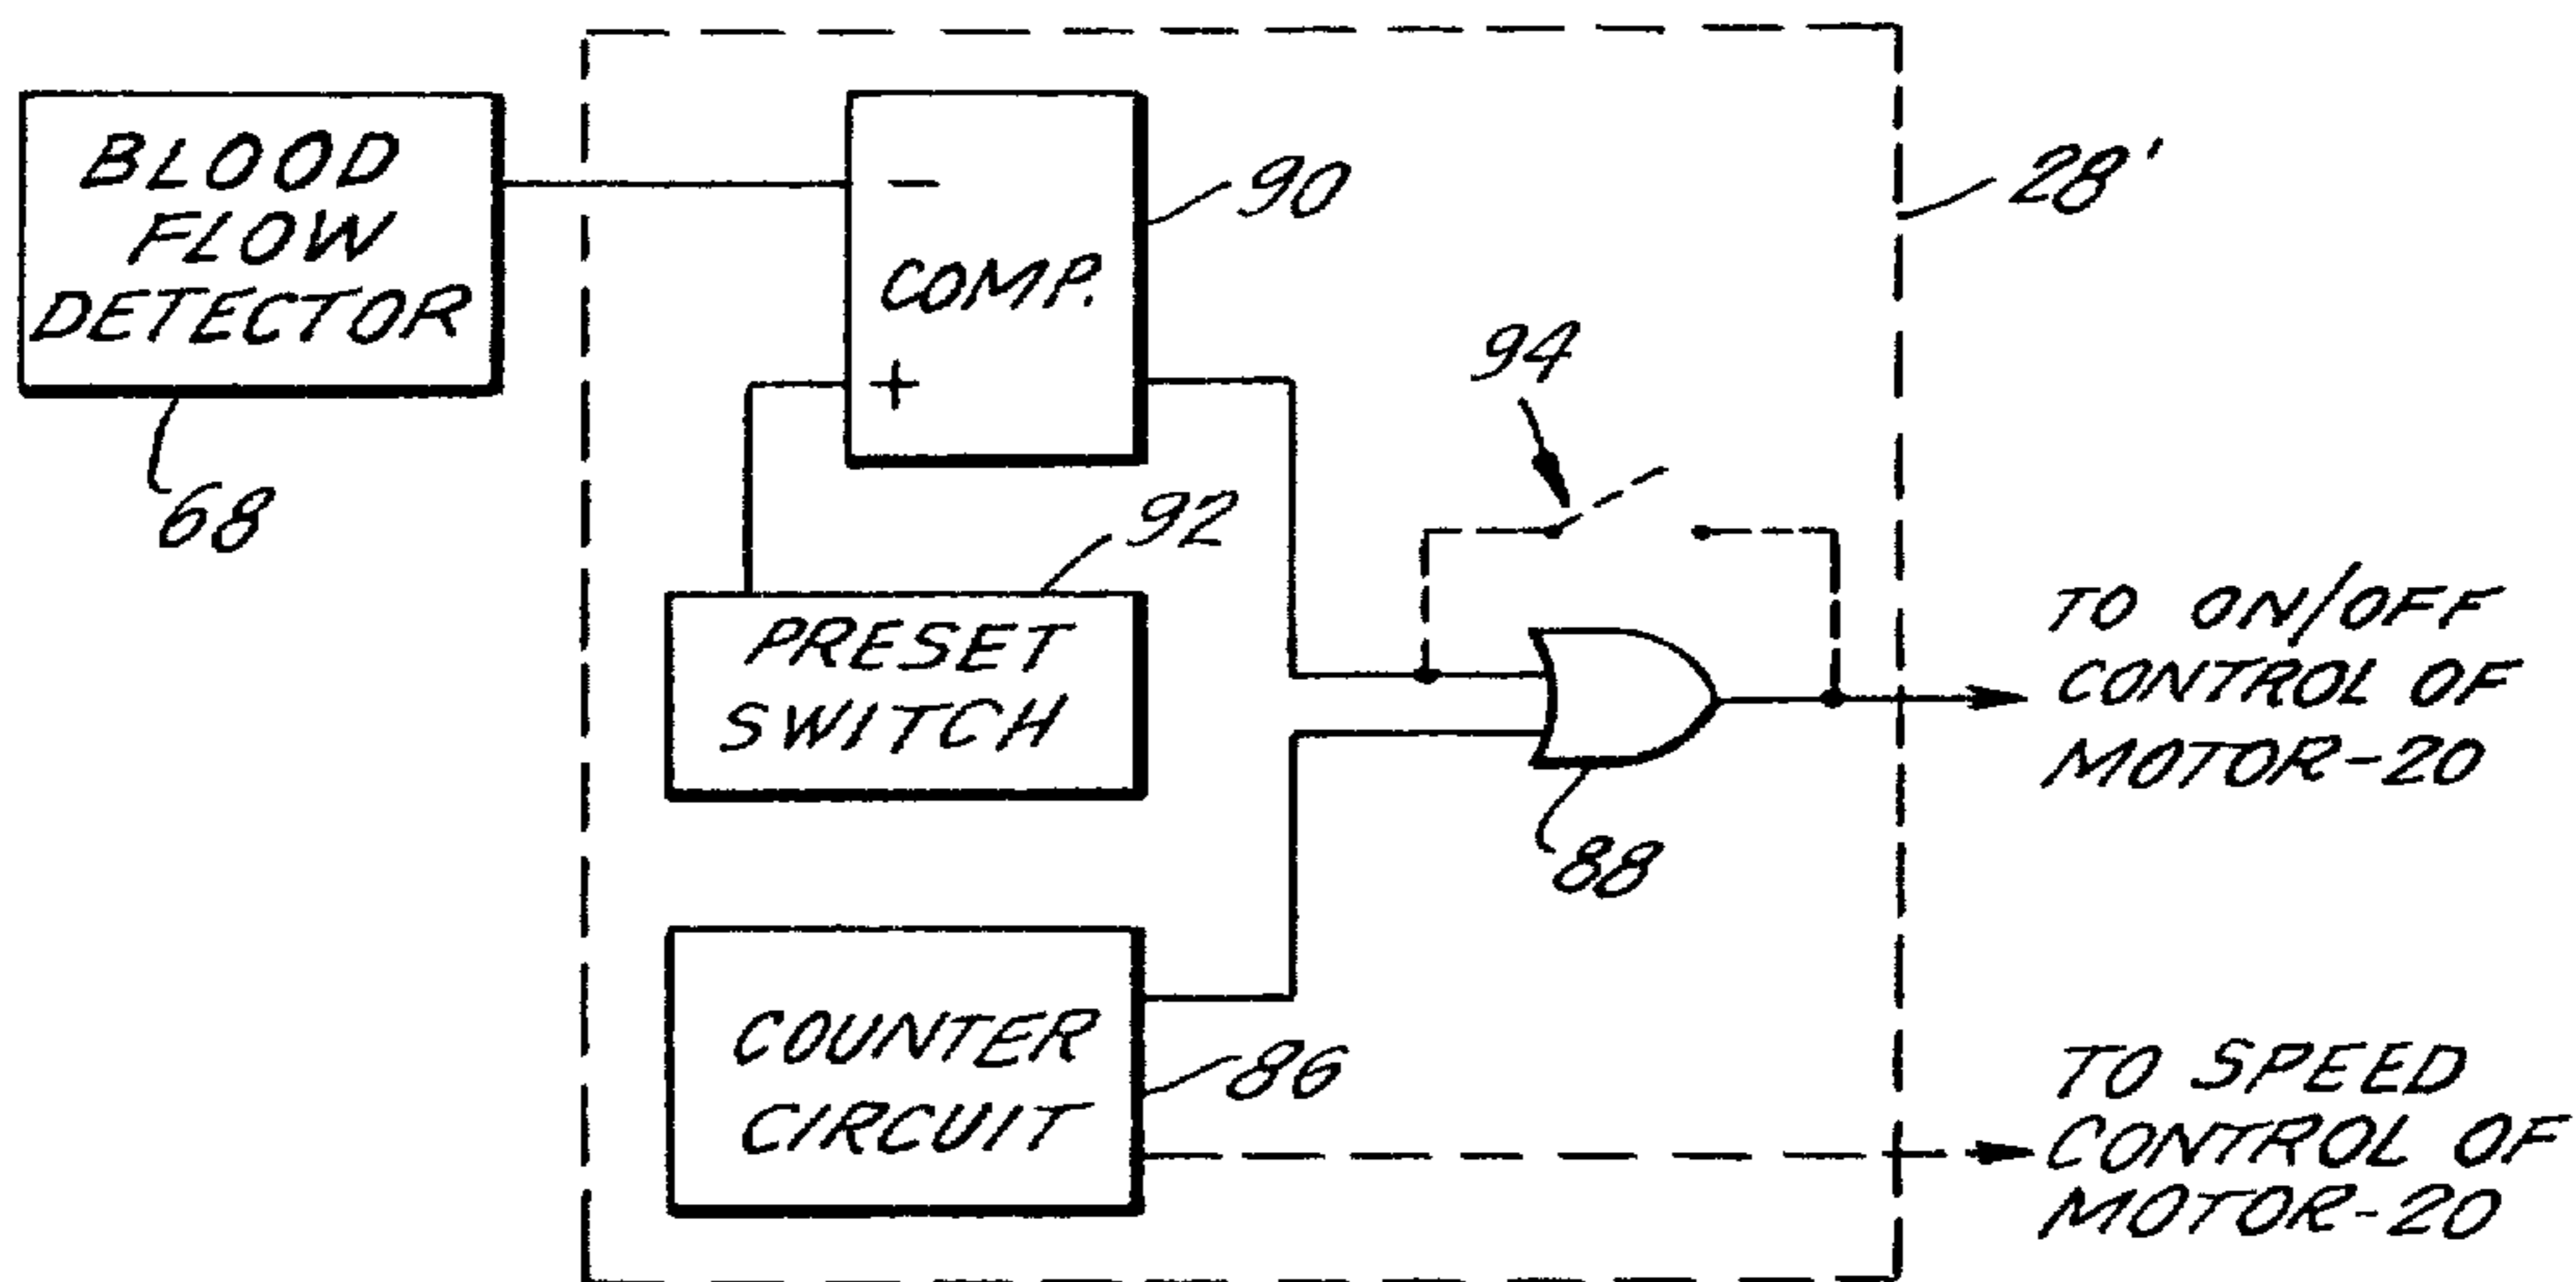 BLOOD
FLOW
DETECTOR
68
-
COMP.
+
90
28'
94
92
PRESET
SWITCH
88
TO ON/OFF
CONTROL OF
MOTOR-20
COUNTER
CIRCUIT
86
TO SPEED
CONTROL OF
MOTOR-20